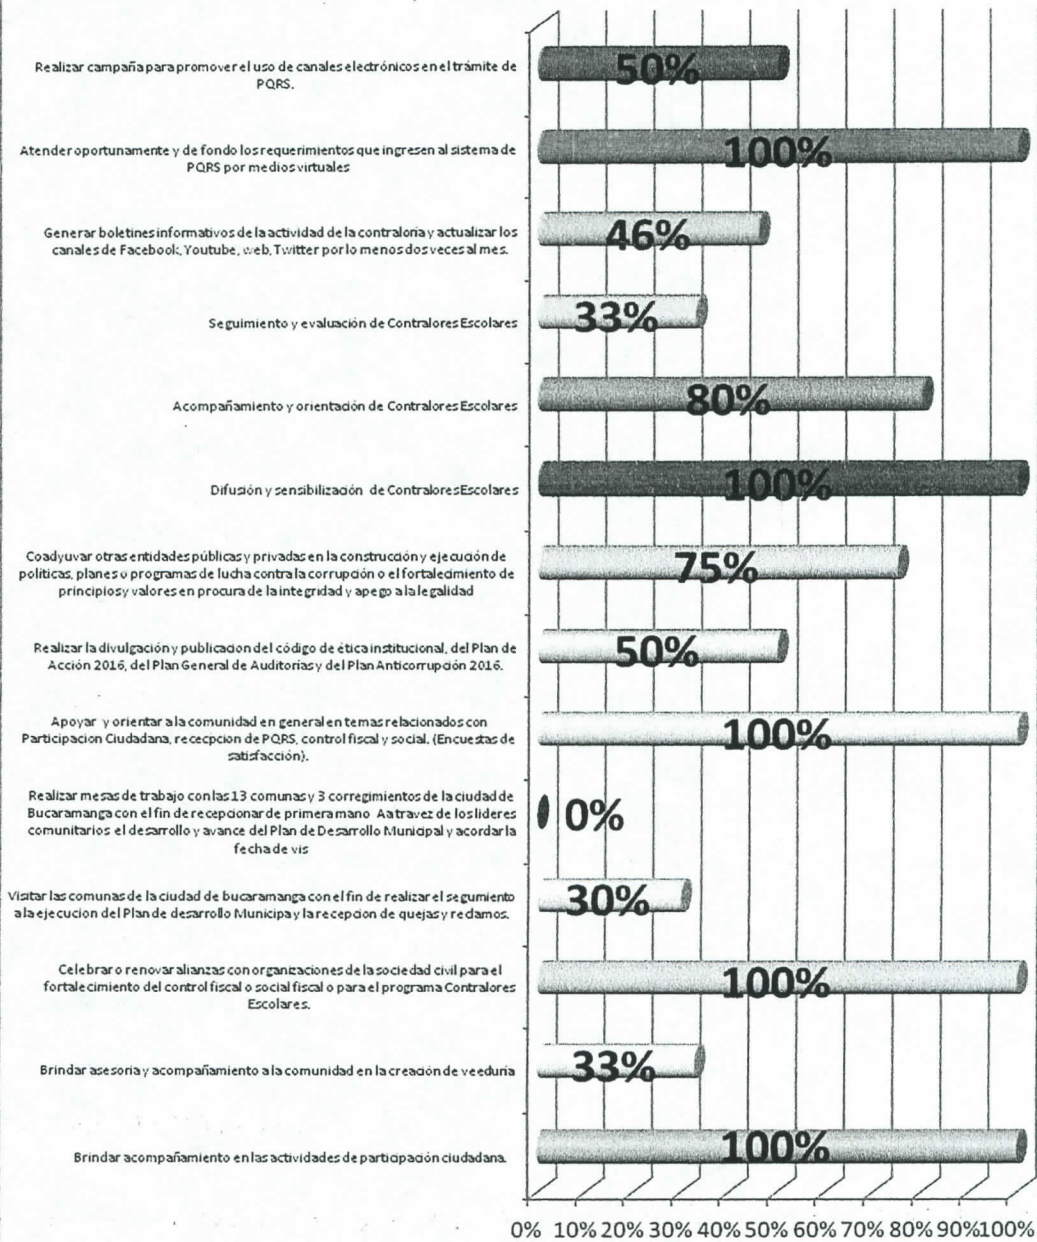 Realizar campaña para promover el uso de canales electrónicos en el trámite de
PQRS.
50%
Atender oportunamente y de fondo los requerimientos que ingresen al sistema de
PQRS por medios virtuales
100%
Generar boletines informativos de la actividad de la contraloria y actualizar los
canales de Facebook, Youtube, web, Twitter por lo menos dos veces al mes.
46%
Seguimiento y evaluación de Contralores Escolares
33%
Acompañamiento y orientación de Contralores Escolares
80%
Difusión y sensibilización de Contralores Escolares
100%
Coadyuvar otras entidades públicas y privadas en la construcción y ejecución de
políticas, planes o programas de lucha contra la corrupción o el fortalecimiento de
principios y valores en procura de la integridad y apego a la legalidad
75%
Realizar la divulgación y publicacion del código de ética institucional, del Plan de
Acción 2016, del Plan General de Auditorías y del Plan Anticorrupción 2016.
50%
Apoyar y orientar a la comunidad en general en temas relacionados con
Participacion Ciudadana, rececpcion de PQRS, control fiscal y social. (Encuestas de
satisfacción).
100%
Realizar mesas de trabajo con las 13 comunas y 3 corregimientos de la ciudad de
Bucaramanga con el fin de recepcionar de primera mano Aa travez de los lideres
comunitarios el desarrollo y avance del Plan de Desarrollo Municipal y acordar la
fecha de vis
0%
Visitar las comunas de la ciudad de bucaramanga con el fin de realizar el segumiento
a la ejecucion del Plan de desarrollo Municipa y la recepcion de quejas y reclamos.
30%
Celebrar o renovar alianzas con organizaciones de la sociedad civil para el
fortalecimiento del control fiscal o social fiscal o para el programa Contralores
Escolares.
100%
Brindar asesoria y acompañamiento a la comunidad en la creación de veeduria
33%
Brindar acompañamiento en las actividades de participación ciudadana.
100%
0% 10% 20% 30% 40% 50% 60% 70% 80% 90% 100%